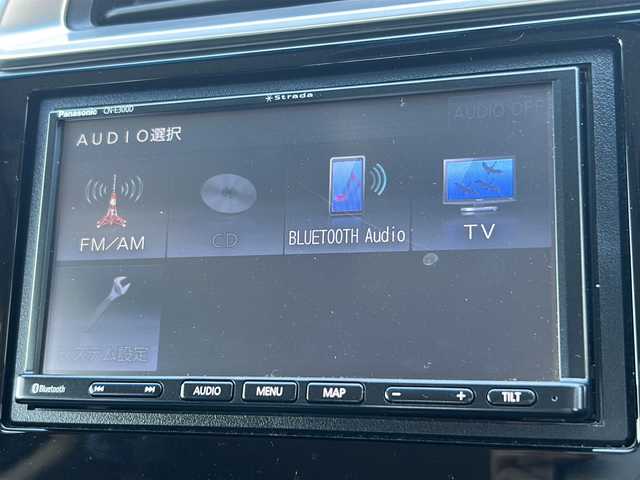 Panasonic CN-E300D
Strada
AUDIO OFF
AUDIO選択
FM/AM
CD
BLUETOOTH Audio
TV
システム設定
Bluetooth
AUDIO
MENU
MAP
－
+
TILT